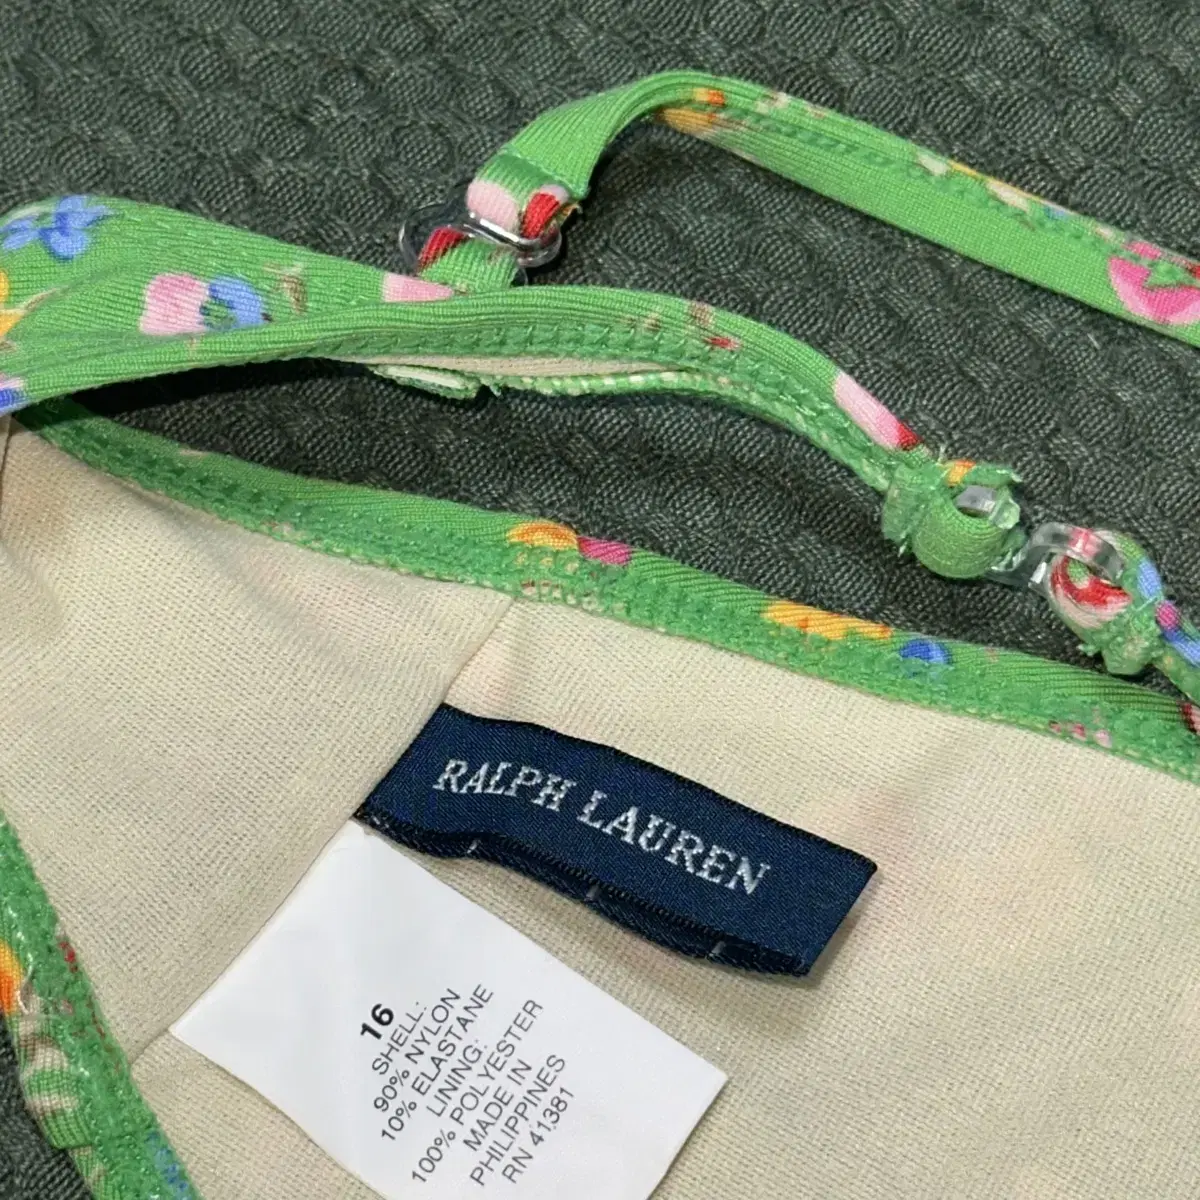 RALPH LAUREN
16
SHELL:
90% NYLON
10% ELASTANE
LINING:
100% POLYESTER
MADE IN
PHILIPPINES
RN 41381